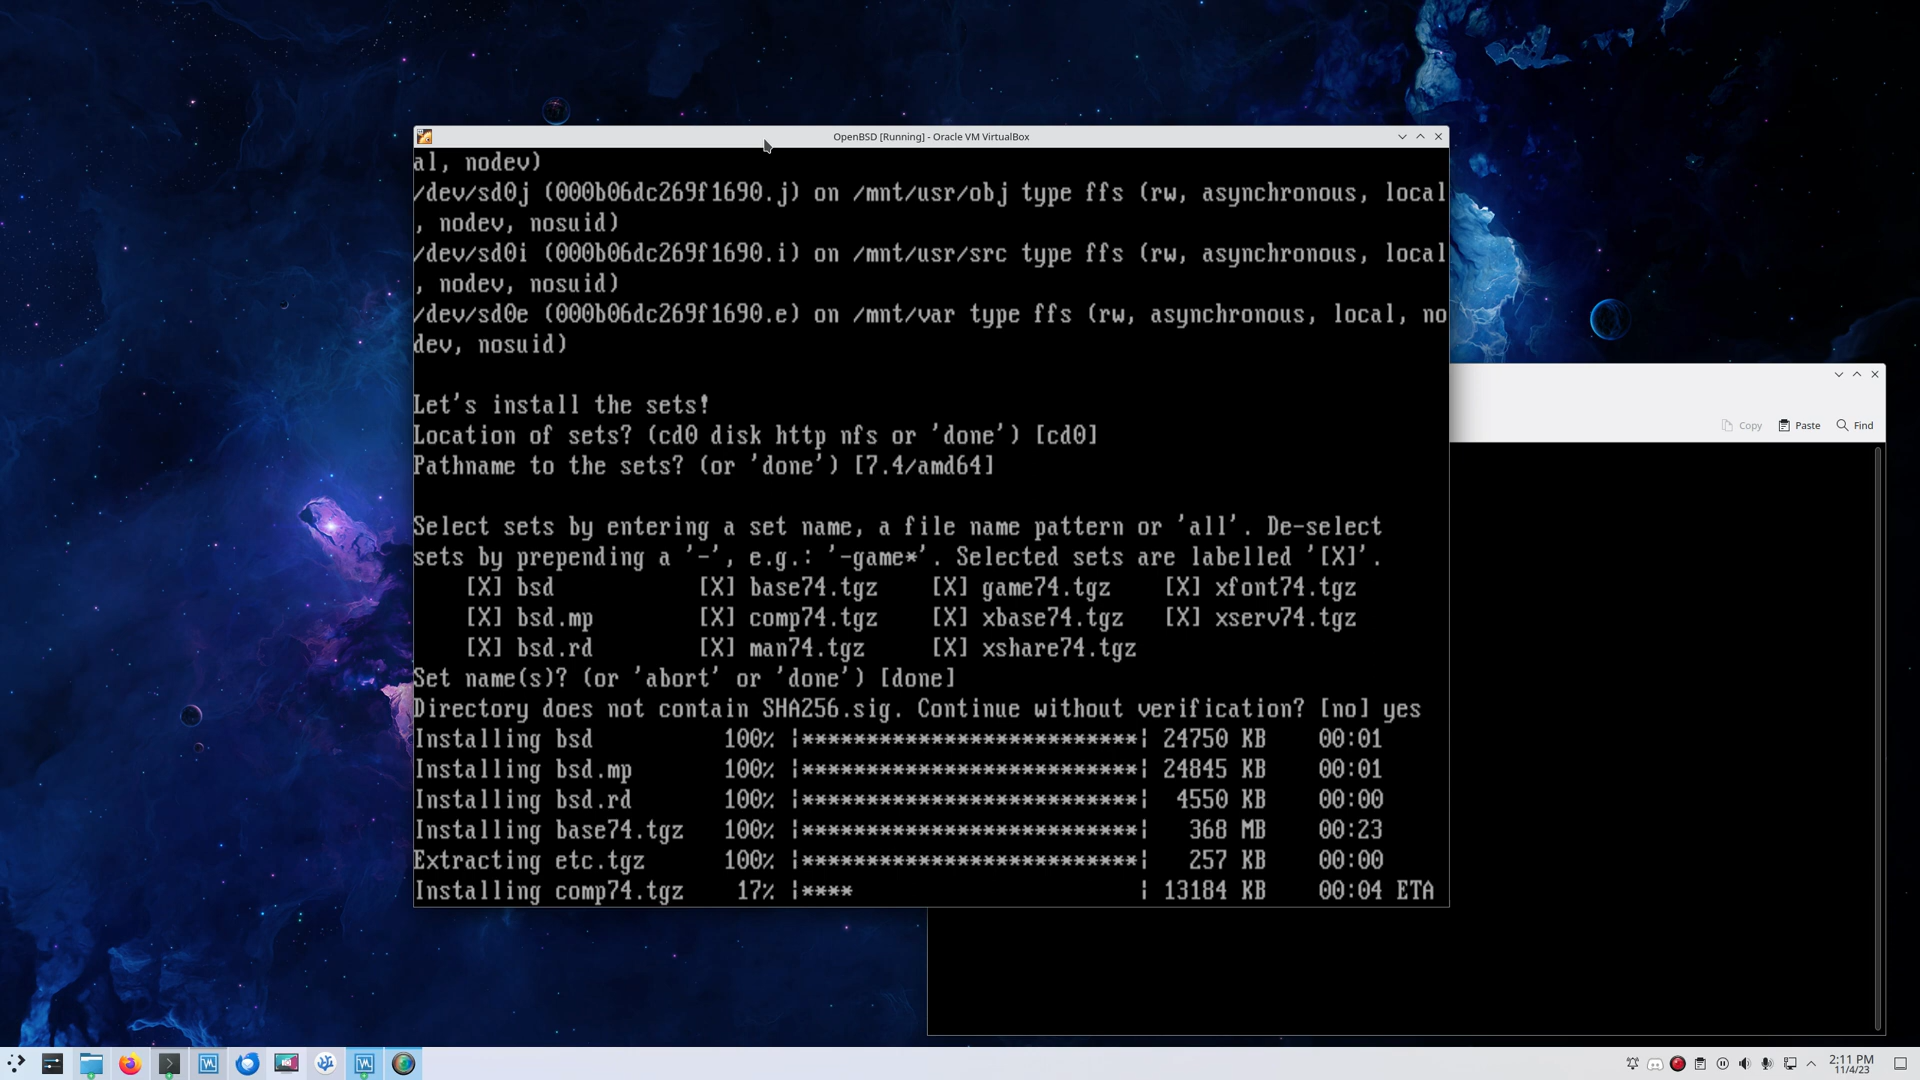 OpenBSD [Running] - Oracle VM VirtualBox
al, nodev)
/dev/sd0j (000b06dc269f1690.j) on /mnt/usr/obj type ffs (rw, asynchronous, local
, nodev, nosuid)
/dev/sd0i (000b06dc269f1690.i) on /mnt/usr/src type ffs (rw, asynchronous, local
, nodev, nosuid)
/dev/sd0e (000b06dc269f1690.e) on /mnt/var type ffs (rw, asynchronous, local, no
dev, nosuid)
Let's install the sets!
Location of sets? (cd0 disk http nfs or 'done') [cd0]
Pathname to the sets? (or 'done') [7.4/amd64]
Select sets by entering a set name, a file name pattern or 'all'. De-select
sets by prepending a '-', e.g.: '-game*'. Selected sets are labelled '[X]'.
[X] bsd [X] base74.tgz [X] game74.tgz [X] xfont74.tgz
[X] bsd.mp [X] comp74.tgz [X] xbase74.tgz [X] xserv74.tgz
[X] bsd.rd [X] man74.tgz [X] xshare74.tgz
Set name(s)? (or 'abort' or 'done') [done]
Directory does not contain SHA256.sig. Continue without verification? [no] yes
Installing bsd 100% |**************************| 24750 KB 00:01
Installing bsd.mp 100% |**************************| 24845 KB 00:01
Installing bsd.rd 100% |**************************| 4550 KB 00:00
Installing base74.tgz 100% |**************************| 368 MB 00:23
Extracting etc.tgz 100% |**************************| 257 KB 00:00
Installing comp74.tgz 17% |**** | 13184 KB 00:04 ETA
Copy Paste Find
2:11 PM
11/4/23